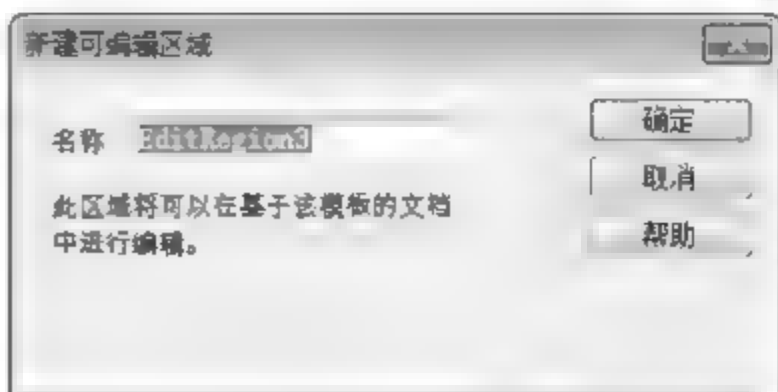 新建可编辑区域
名称 EditRegion3
确定
取消
帮助
此区域将可以在基于该模板的文档
中进行编辑。